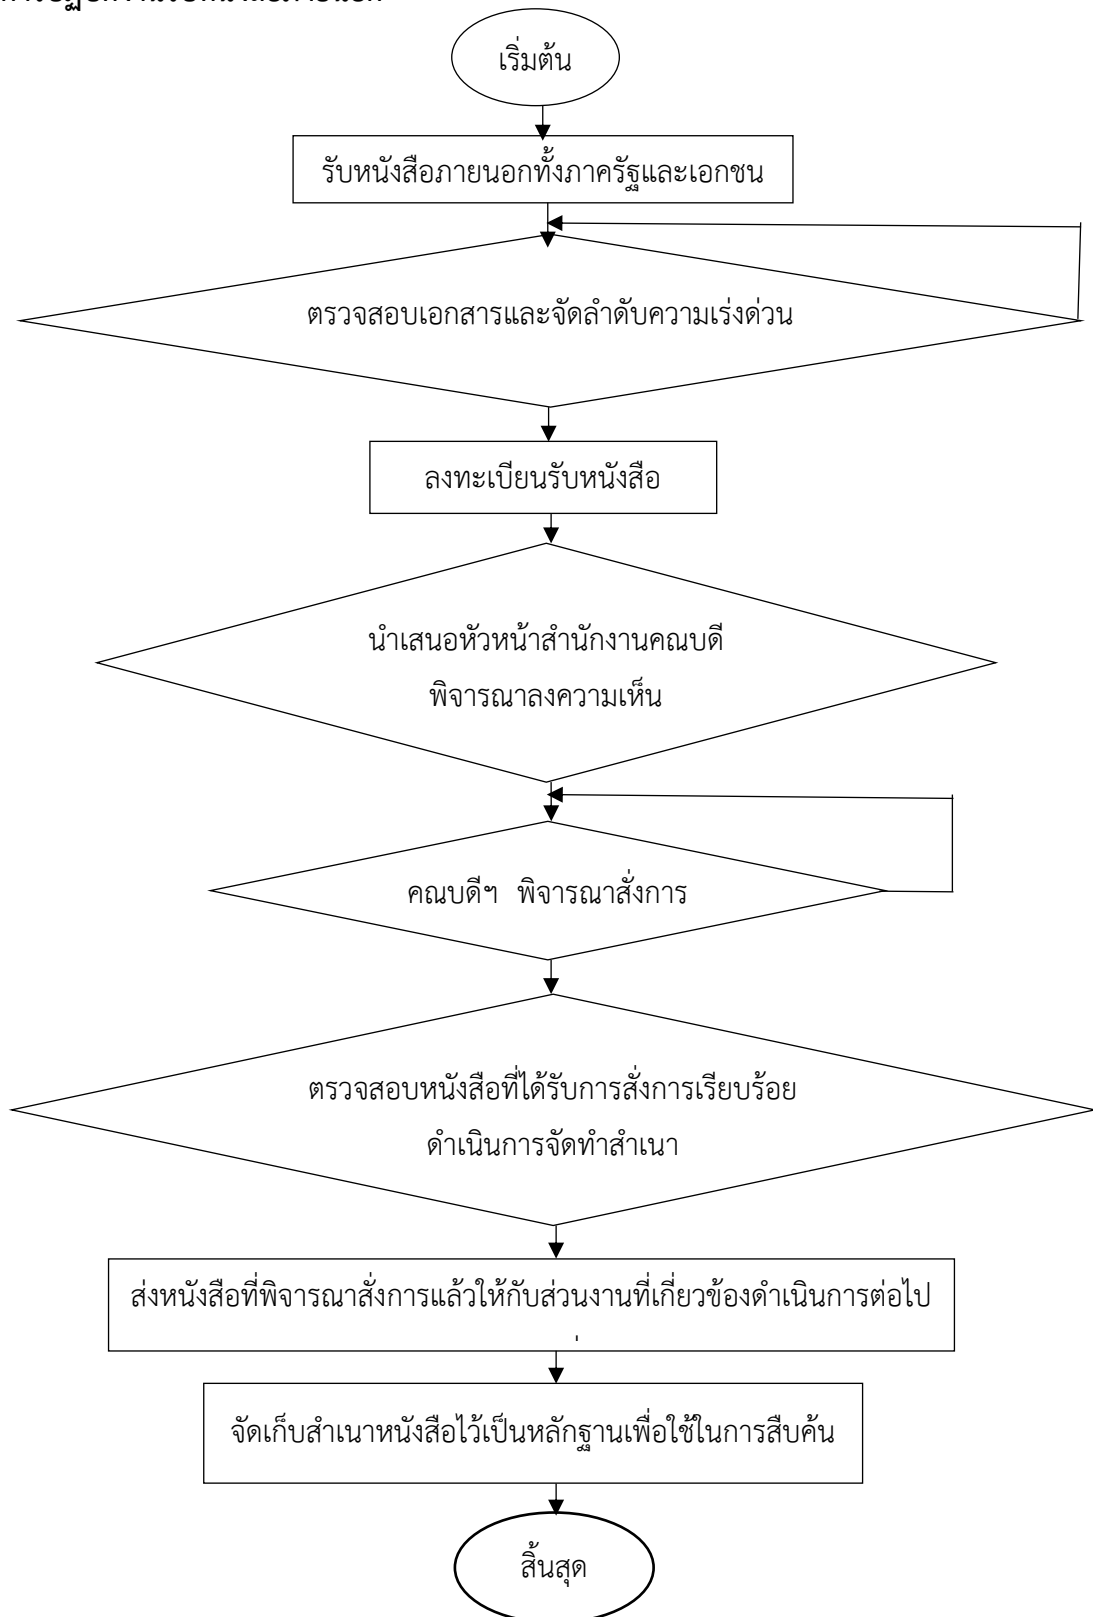 เริ่มต้น
รับหนังสือภายนอกทั้งภาครัฐและเอกชน
ตรวจสอบเอกสารและจัดลำดับความเร่งด่วน
ลงทะเบียนรับหนังสือ
นำเสนอหัวหน้าสำนักงานคณบดี
พิจารณาลงความเห็น
คณบดีฯ พิจารณาสั่งการ
ตรวจสอบหนังสือที่ได้รับการสั่งการเรียบร้อย
ดำเนินการจัดทำสำเนา
ส่งหนังสือที่พิจารณาสั่งการแล้วให้กับส่วนงานที่เกี่ยวข้องดำเนินการต่อไป
จัดเก็บสำเนาหนังสือไว้เป็นหลักฐานเพื่อใช้ในการสืบค้น
สิ้นสุด